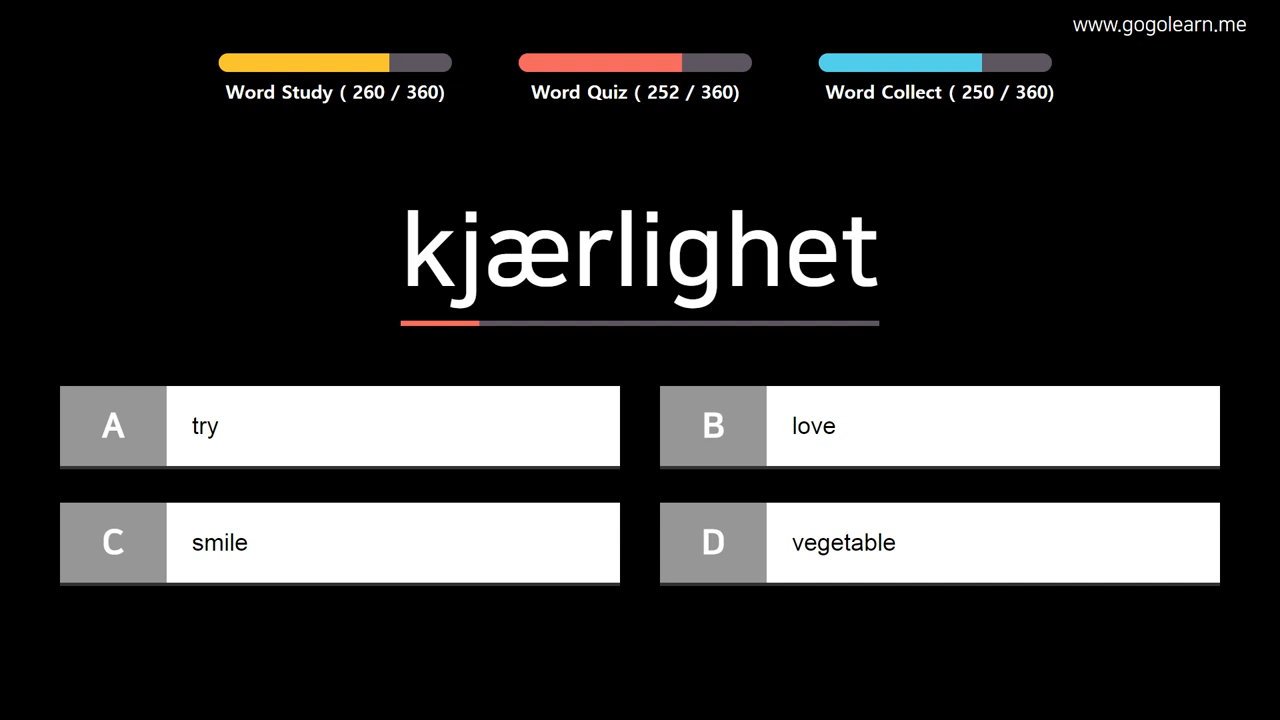 www.gogolearn.me
Word Study ( 260 / 360) Word Quiz ( 252 / 360) Word Collect ( 250 / 360)
kjærlighet
A try B love
C smile D vegetable